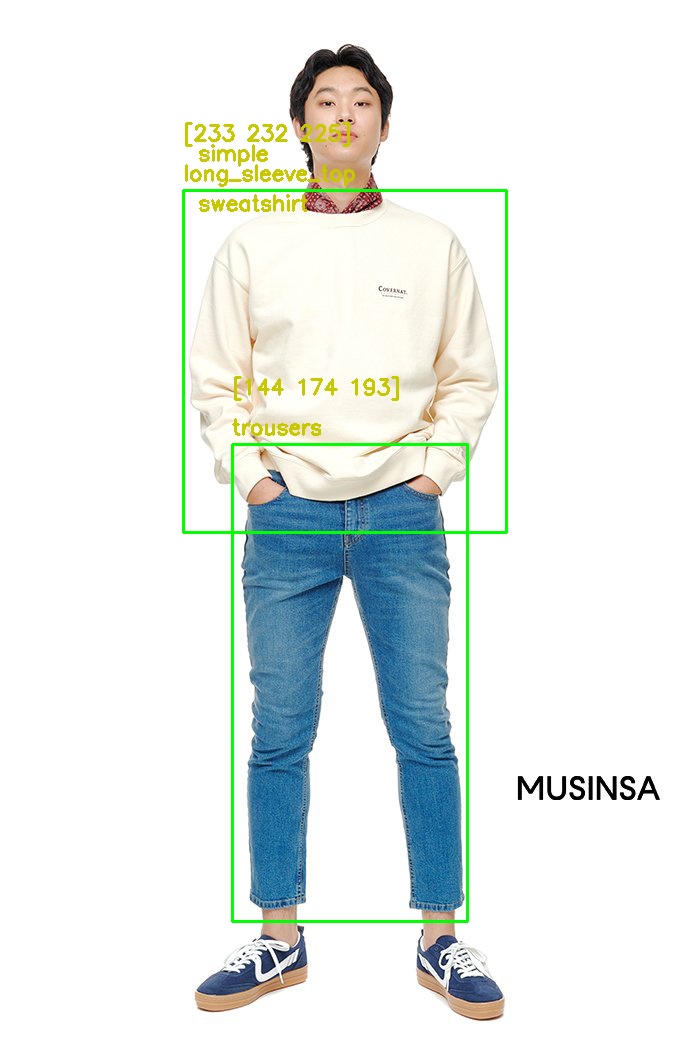 [233 232 225]
simple
long_sleeve_top
sweatshirt
COVERNAT.
[144 174 193]
trousers
MUSINSA